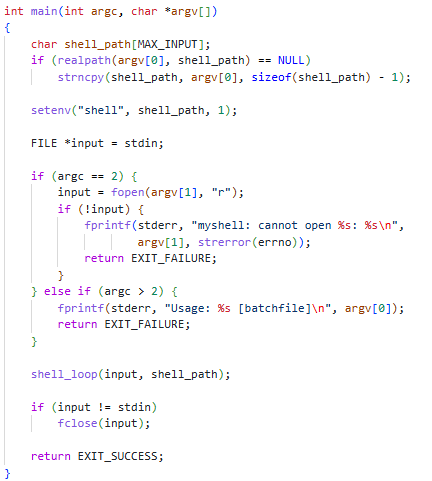 int main(int argc, char *argv[])
{
    char shell_path[MAX_INPUT];
    if (realpath(argv[0], shell_path) == NULL)
        strncpy(shell_path, argv[0], sizeof(shell_path) - 1);

    setenv("shell", shell_path, 1);

    FILE *input = stdin;

    if (argc == 2) {
        input = fopen(argv[1], "r");
        if (!input) {
            fprintf(stderr, "myshell: cannot open %s: %s\n",
                    argv[1], strerror(errno));
            return EXIT_FAILURE;
        }
    } else if (argc > 2) {
        fprintf(stderr, "Usage: %s [batchfile]\n", argv[0]);
        return EXIT_FAILURE;
    }

    shell_loop(input, shell_path);

    if (input != stdin)
        fclose(input);

    return EXIT_SUCCESS;
}